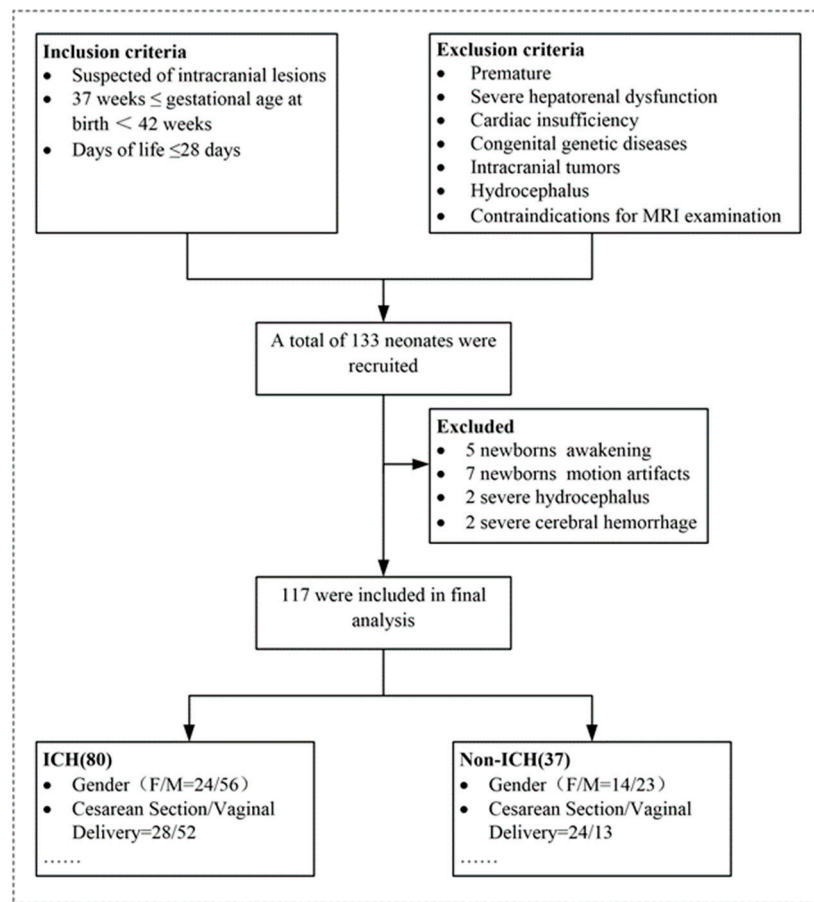 Inclusion criteria
• Suspected of intracranial lesions
• 37 weeks ≤ gestational age at
birth < 42 weeks
• Days of life ≤28 days
Exclusion criteria
• Premature
• Severe hepatorenal dysfunction
• Cardiac insufficiency
• Congenital genetic diseases
• Intracranial tumors
• Hydrocephalus
• Contraindications for MRI examination
A total of 133 neonates were
recruited
Excluded
• 5 newborns awakening
• 7 newborns motion artifacts
• 2 severe hydrocephalus
• 2 severe cerebral hemorrhage
117 were included in final
analysis
ICH(80)
• Gender（F/M=24/56）
• Cesarean Section/Vaginal
Delivery=28/52
……
Non-ICH(37)
• Gender（F/M=14/23）
• Cesarean Section/Vaginal
Delivery=24/13
……